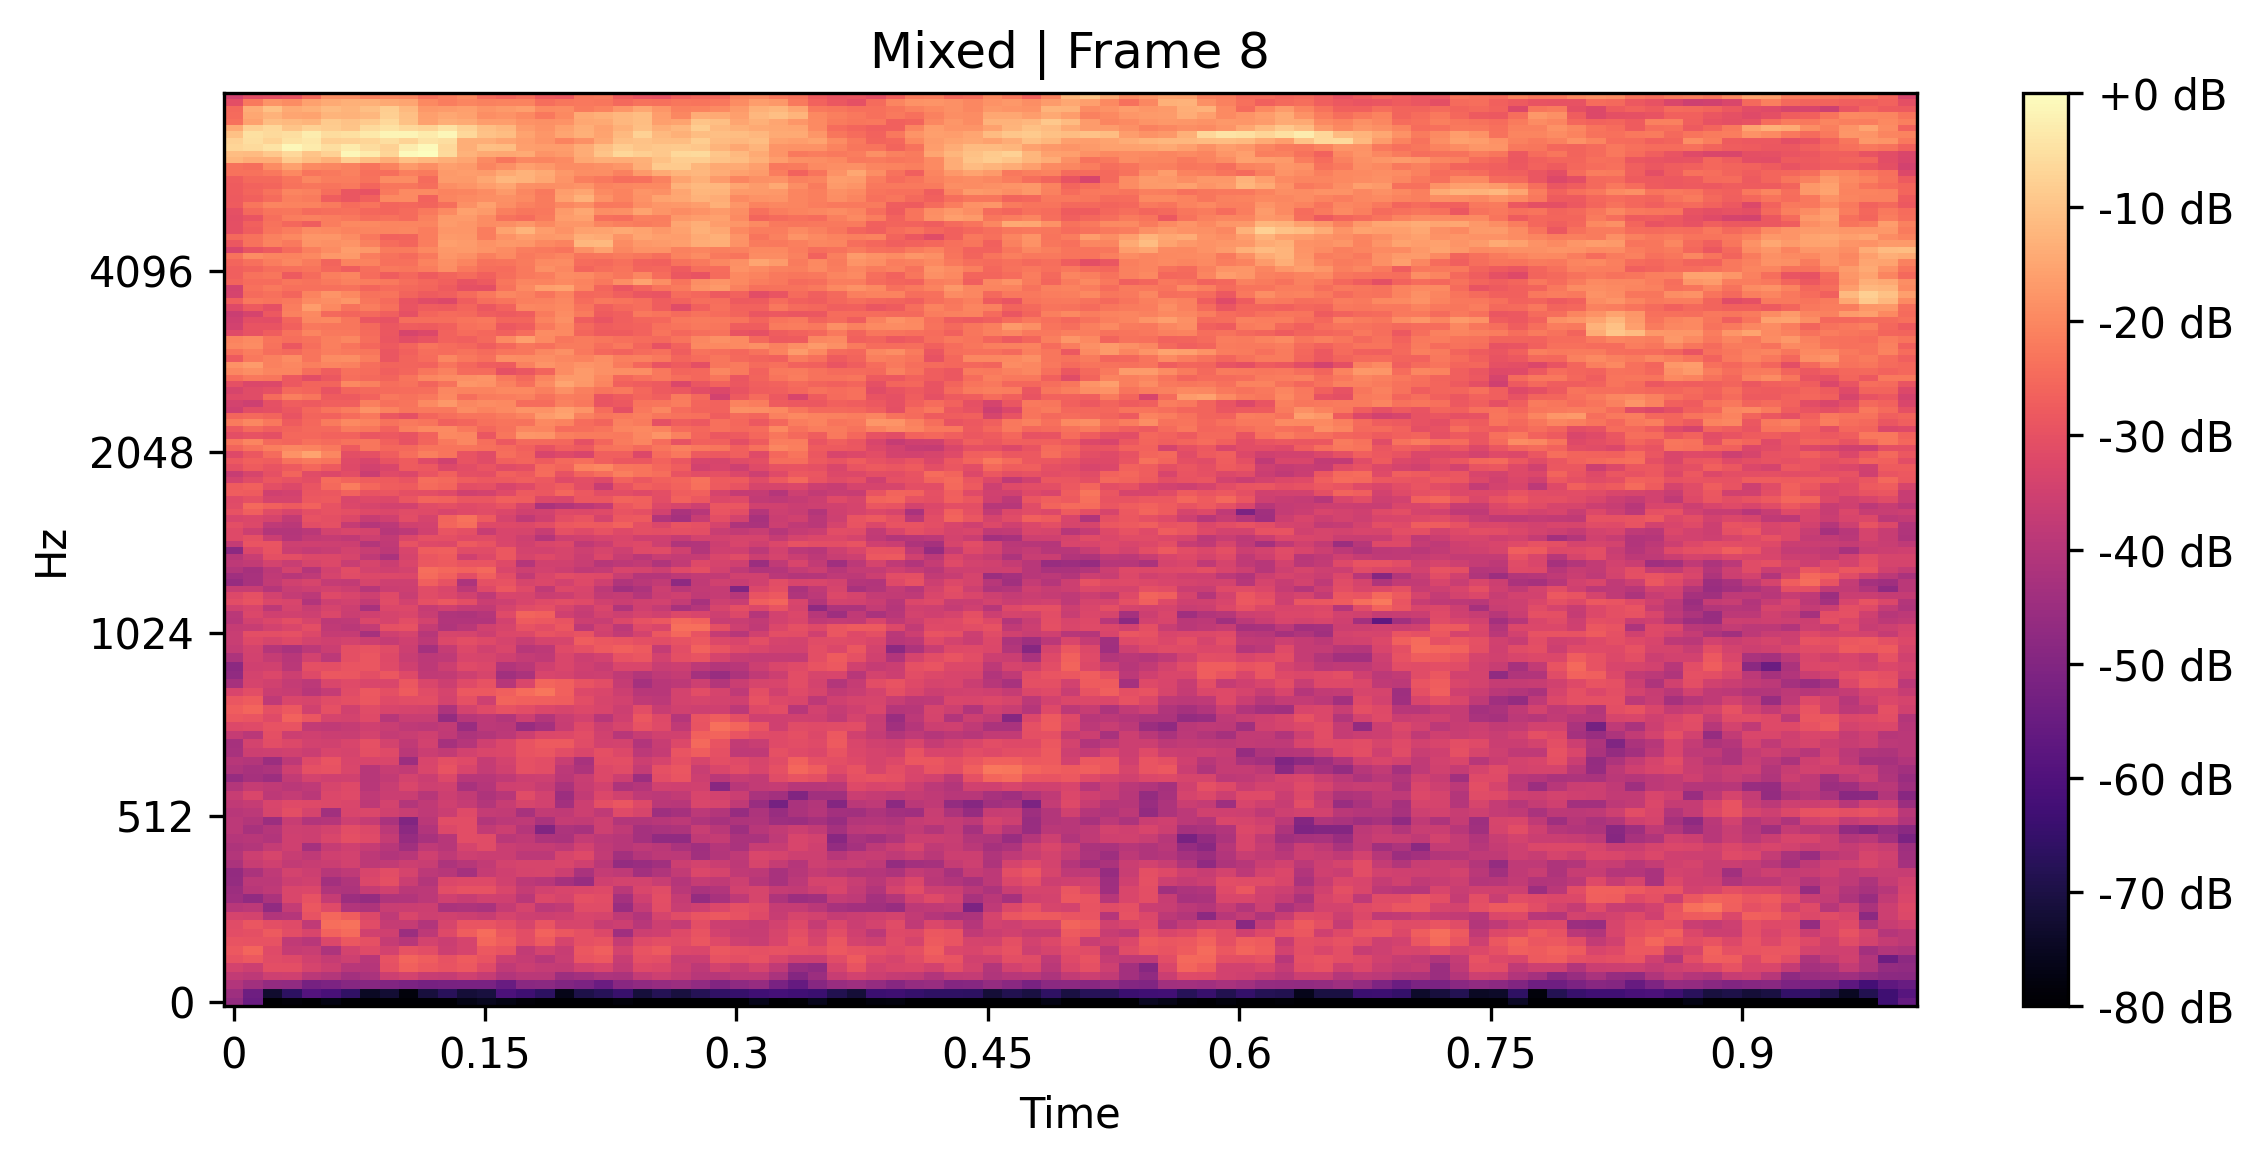 Mixed | Frame 8
+0 dB
-10 dB
-20 dB
-30 dB
-40 dB
-50 dB
-60 dB
-70 dB
-80 dB
Hz
4096
2048
1024
512
0
0
0.15
0.3
0.45
0.6
0.75
0.9
Time